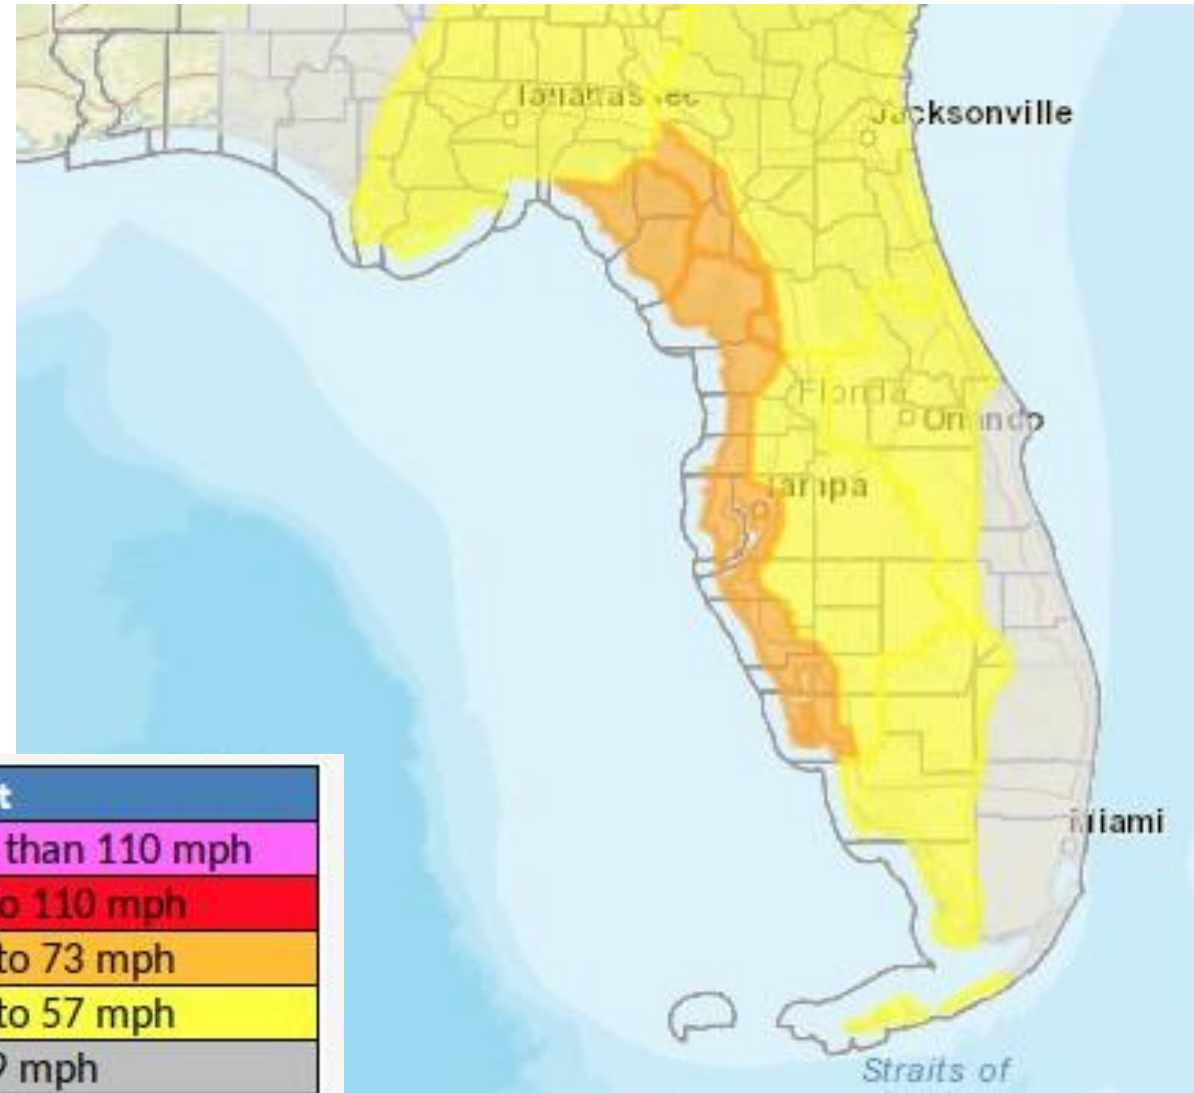 Jacksonville
Florida
Orlando
Tampa
Miami
Straits of
t
than 110 mph
o 110 mph
to 73 mph
to 57 mph
9 mph